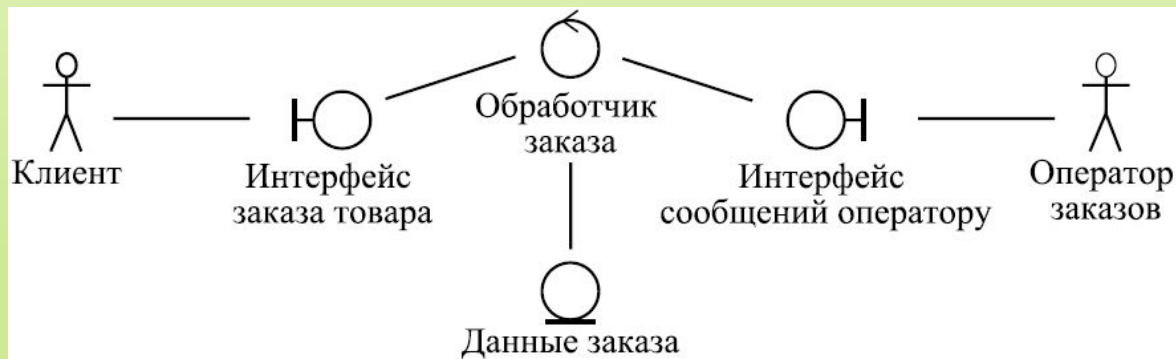 Клиент
Интерфейс
заказа товара
Обработчик
заказа
Интерфейс
сообщений оператору
Оператор
заказов
Данные заказа